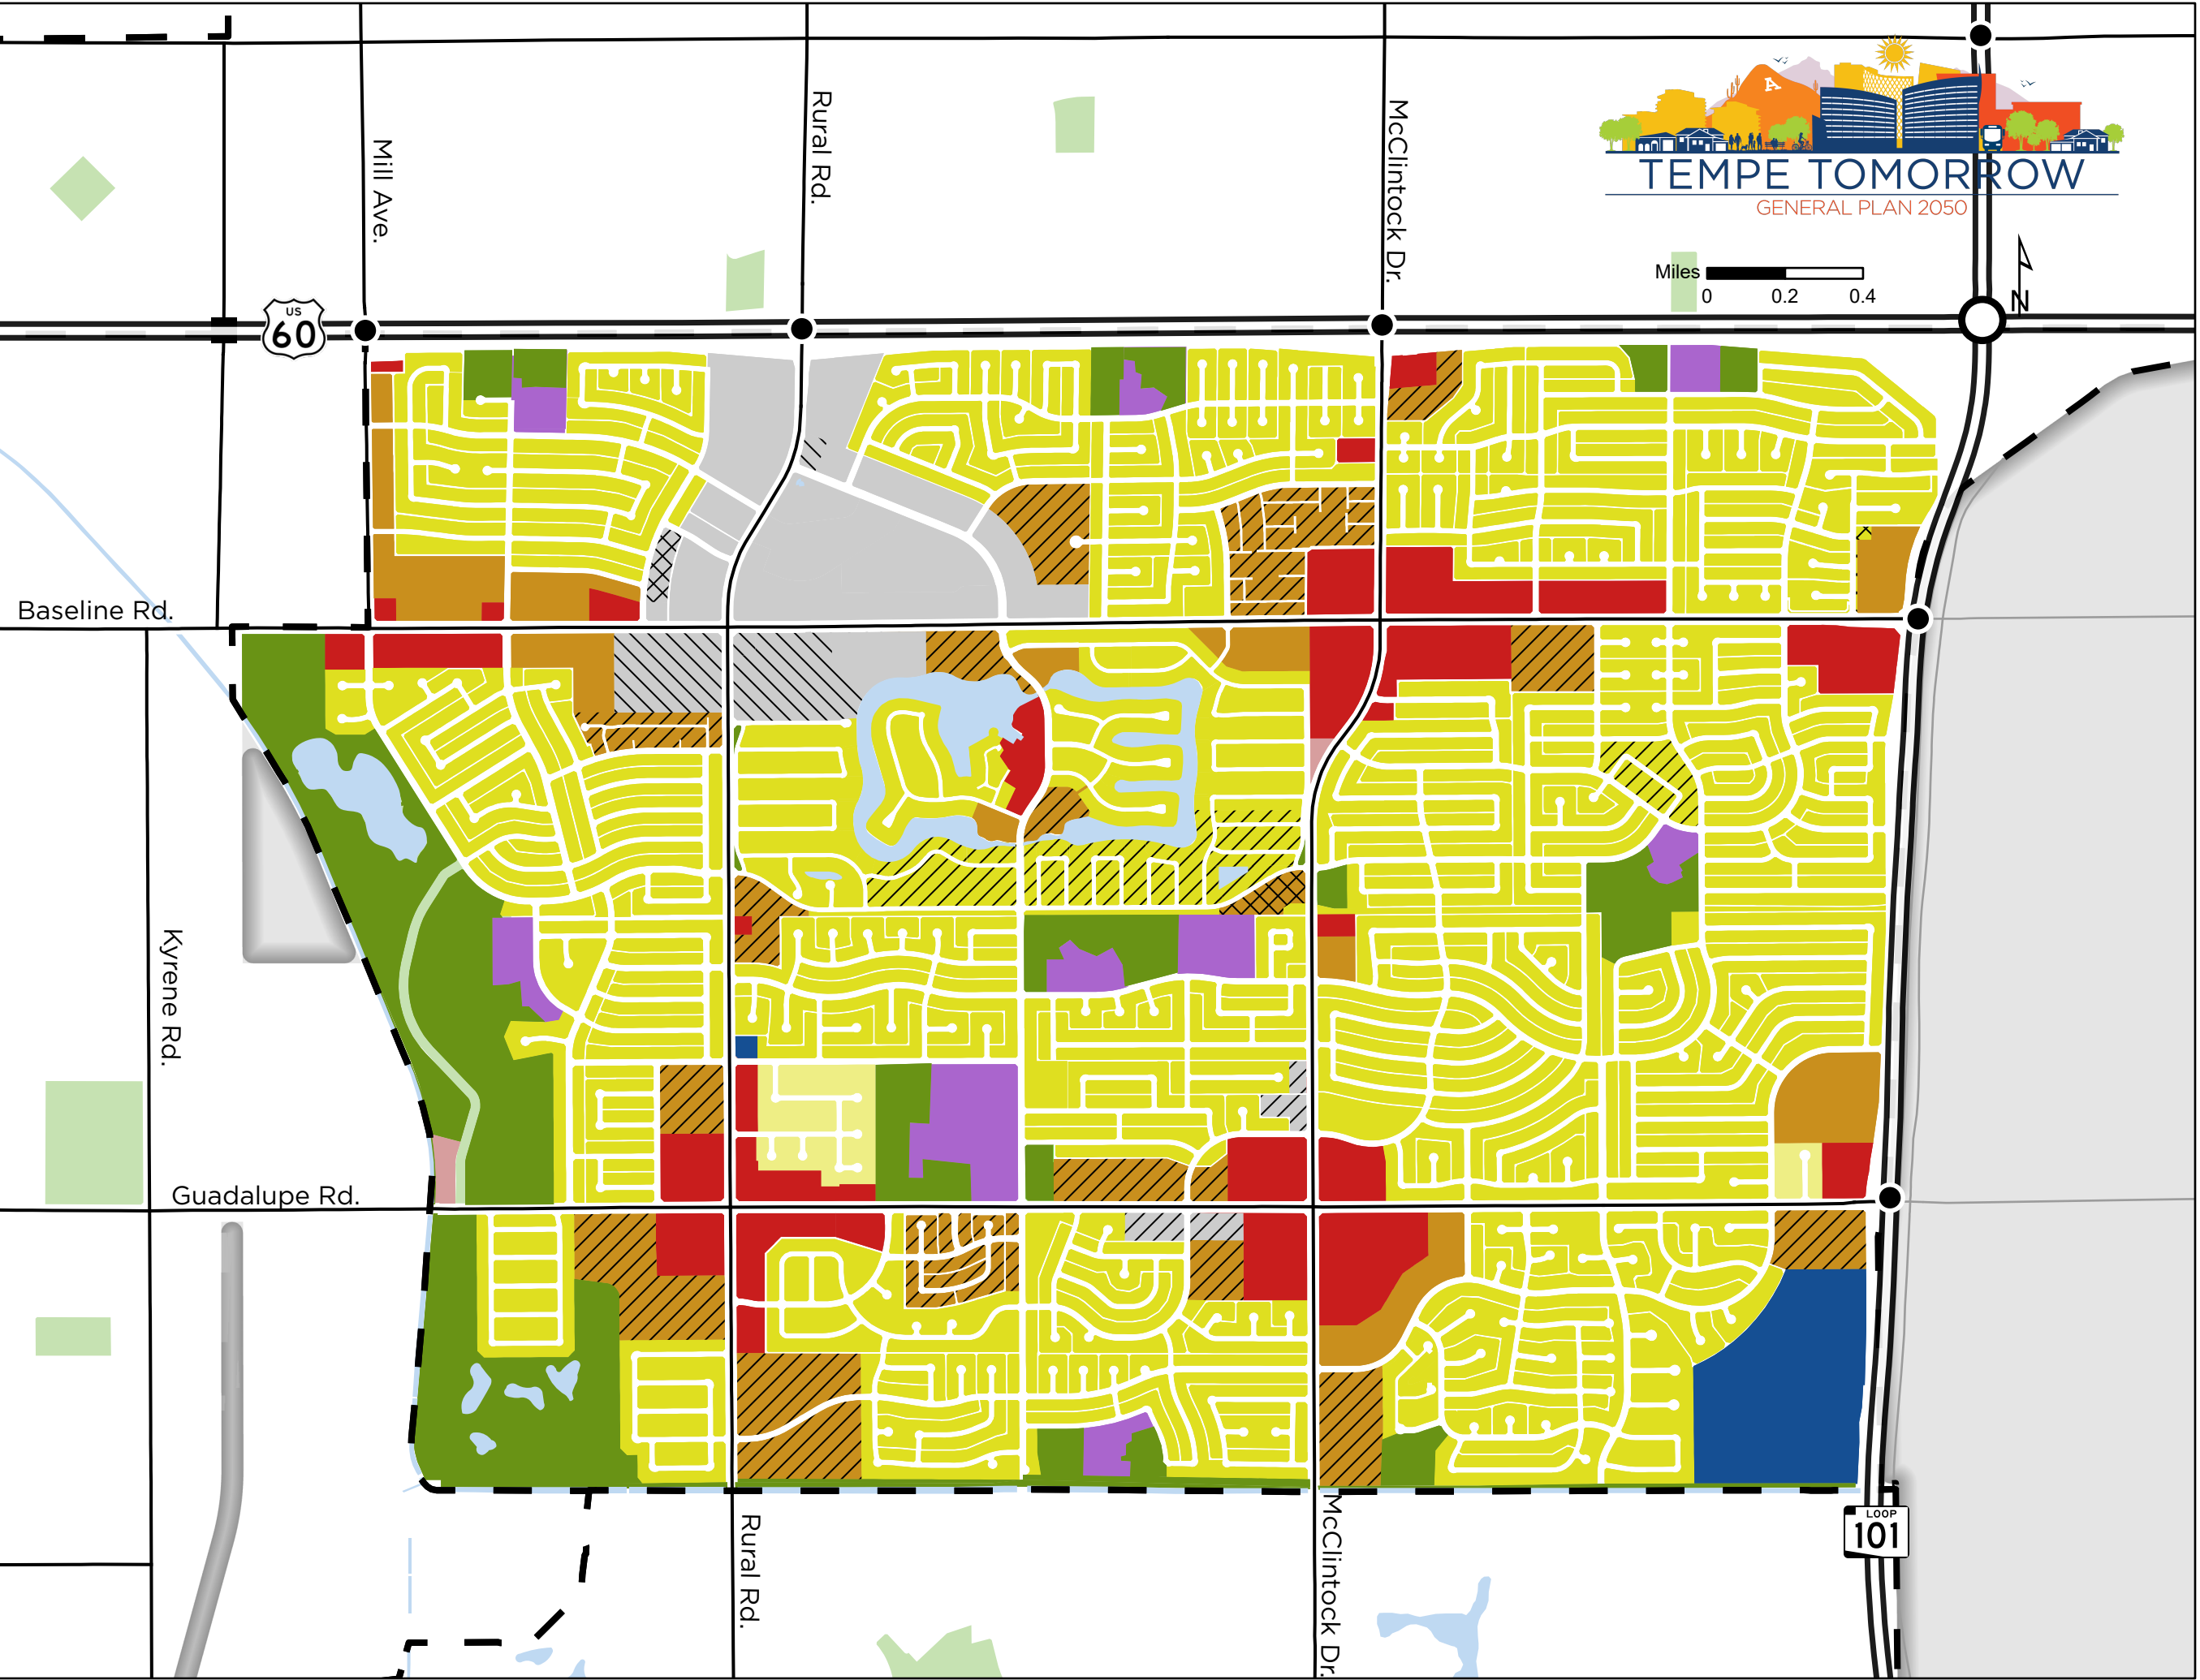 Mill Ave.
Rural Rd.
McClintock Dr.
A
TEMPE TOMORROW
GENERAL PLAN 2050
Miles
0 0.2 0.4
N
US
60
Baseline Rd.
Kyrene Rd.
Guadalupe Rd.
Rural Rd.
McClintock Dr.
LOOP
101